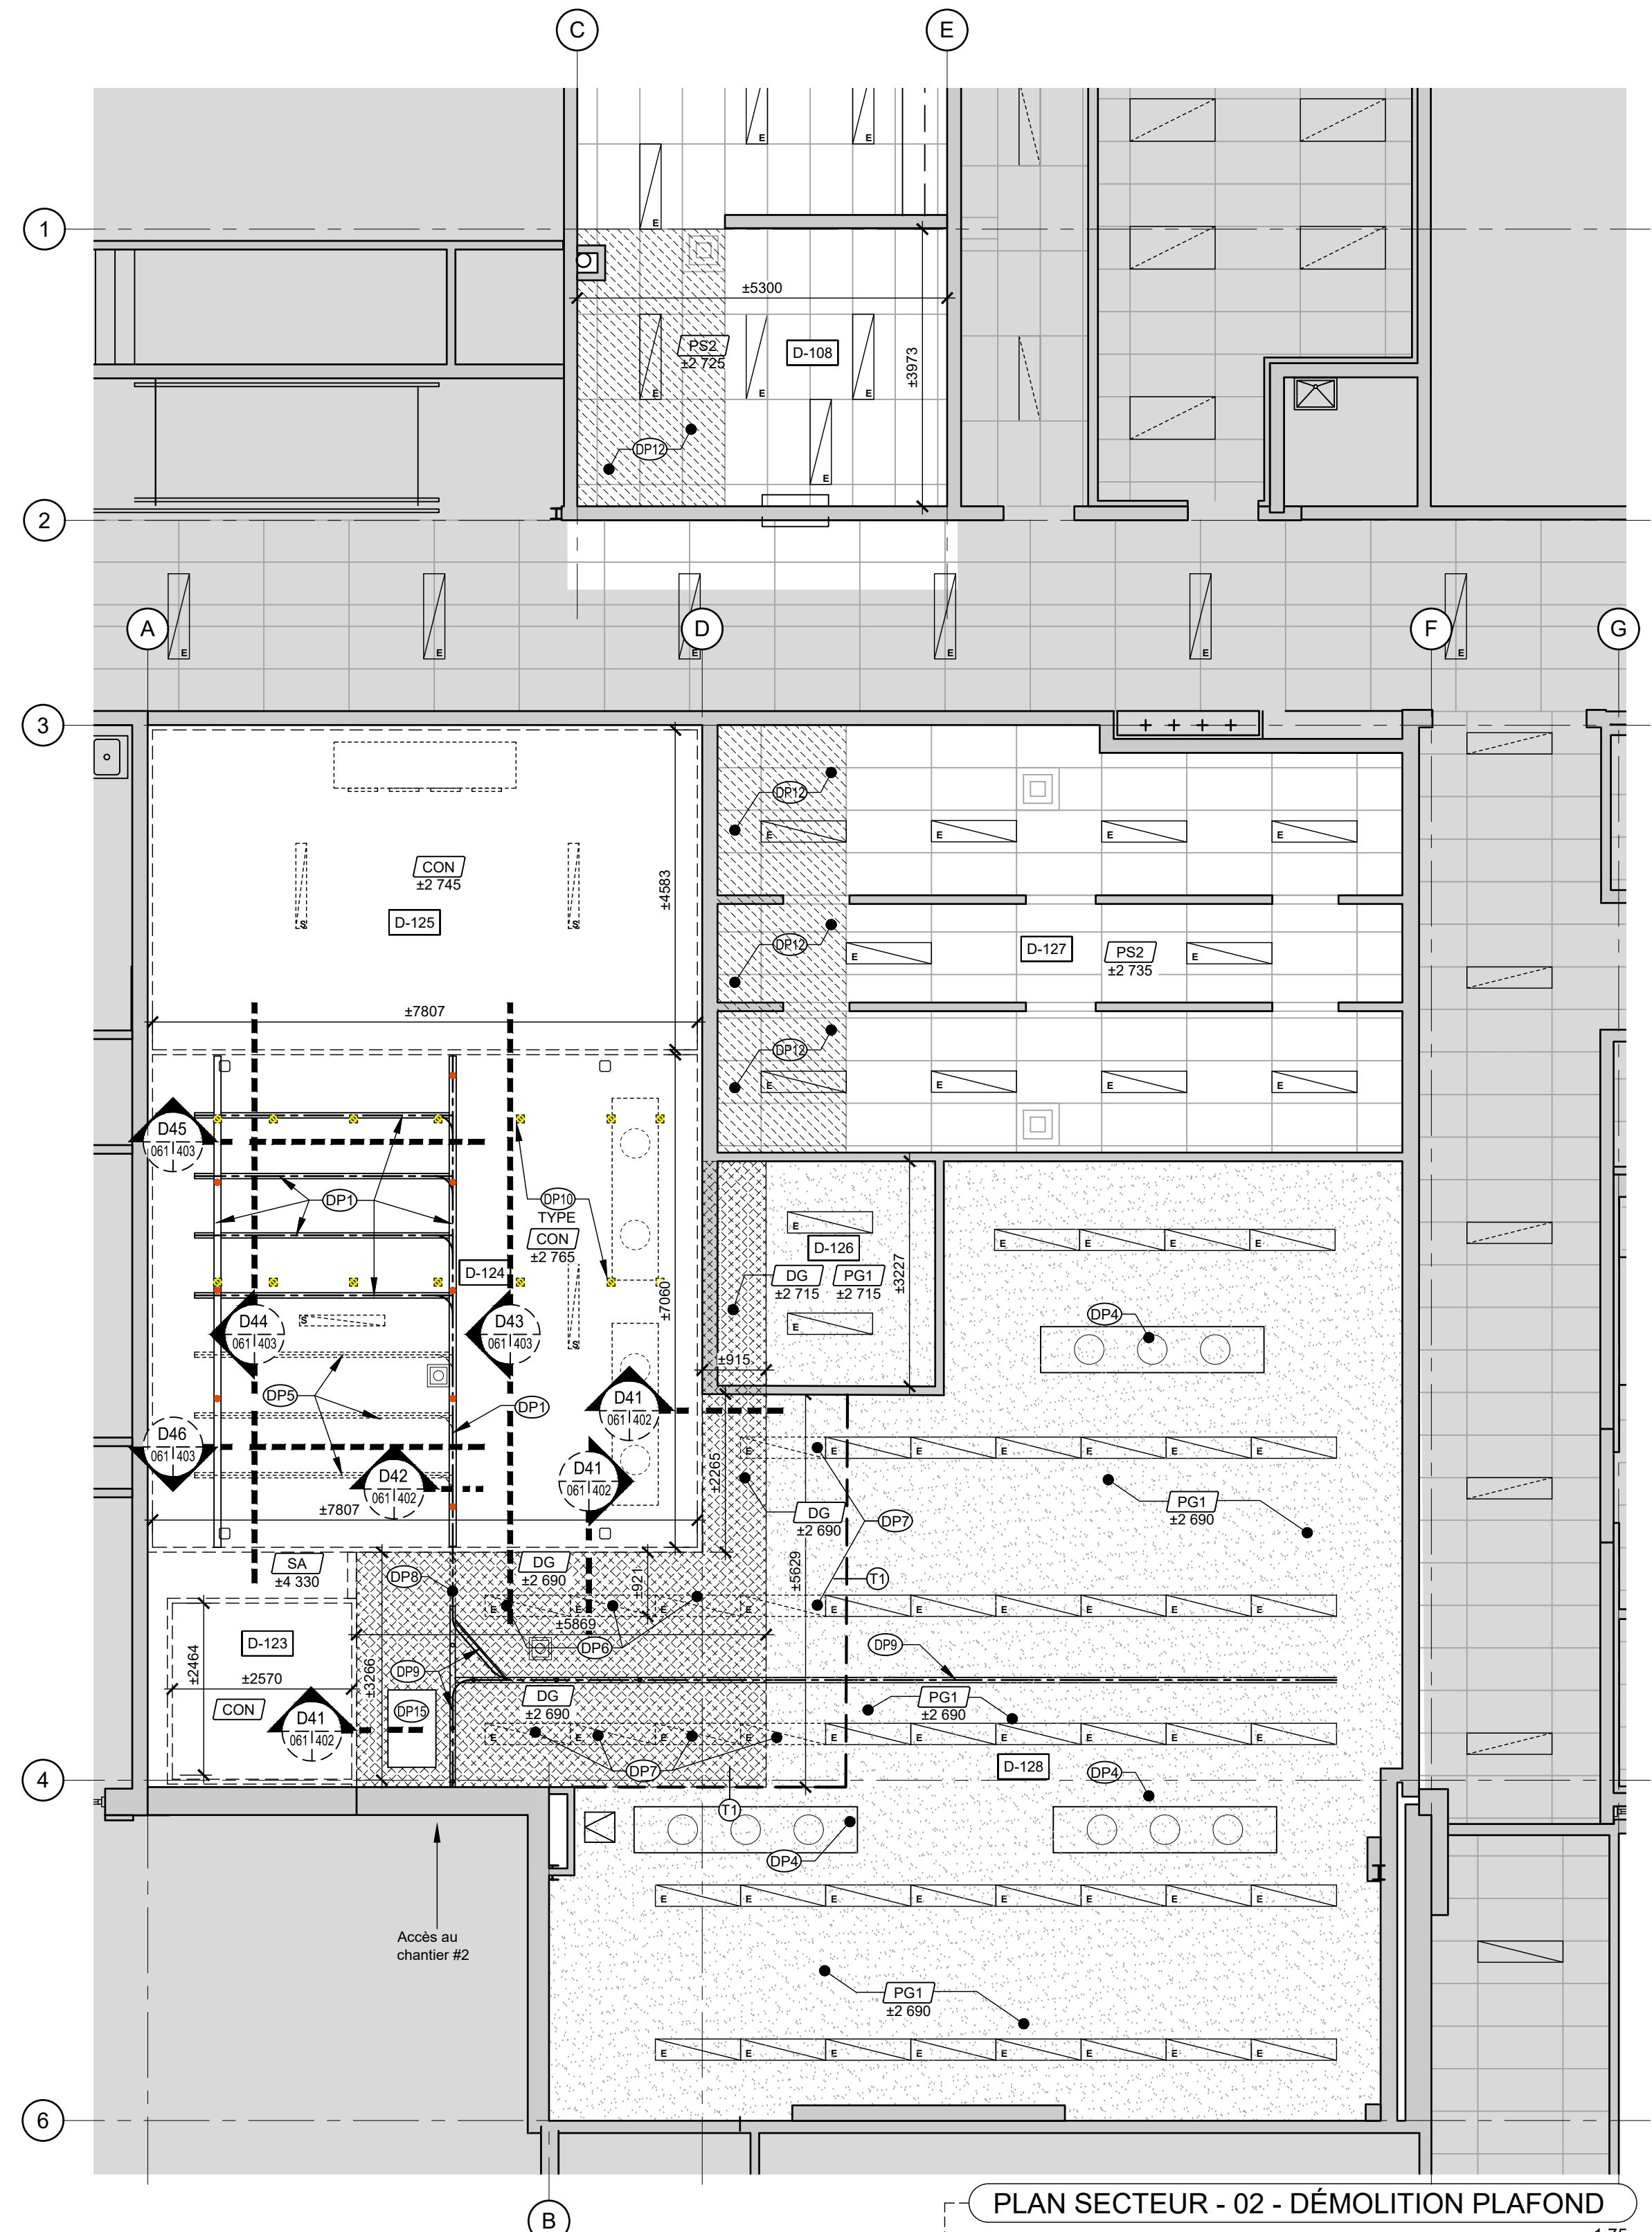 C
E
E
E
E
1
±5300
PS2
±2 725
D-108
±3973
E
E
E
DP12
E
2
E
E
E
E
E
E
A
D
F
G
3
DP12
E
E
E
E
CON
±2 745
D-125
±4583
DP12
E
D-127
PS2
±2 735
E
±7807
DP12
E
E
E
E
D45
061 403
DP1
DP10
TYPE
CON
±2 765
D-124
±7060
E
D-126
DG
±2 715
PG1
±2 715
±3227
E
E
E
E
E
S
D44
061 403
D43
061 403
DP4
±915
DP5
DP1
D41
061 402
D46
061 403
D42
061 402
D41
061 402
±2265
E
E
E
E
E
E
E
±7807
DG
±2 690
DP7
PG1
±2 690
SA
±4 330
DG
±2 690
DP8
±921
±5629
T1
E
E
E
E
E
E
E
E
E
E
±5869
DP6
D-123
±2464
±2570
CON
DP9
±3266
DP9
DP15
D41
061 402
DG
±2 690
PG1
±2 690
E
E
E
E
E
E
E
E
E
E
DP7
D-128
4
DP4
T1
DP4
Accès au
chantier #2
E
E
E
E
E
E
E
E
PG1
±2 690
E
E
E
E
E
E
E
E
6
B
PLAN SECTEUR - 02 - DÉMOLITION PLAFOND